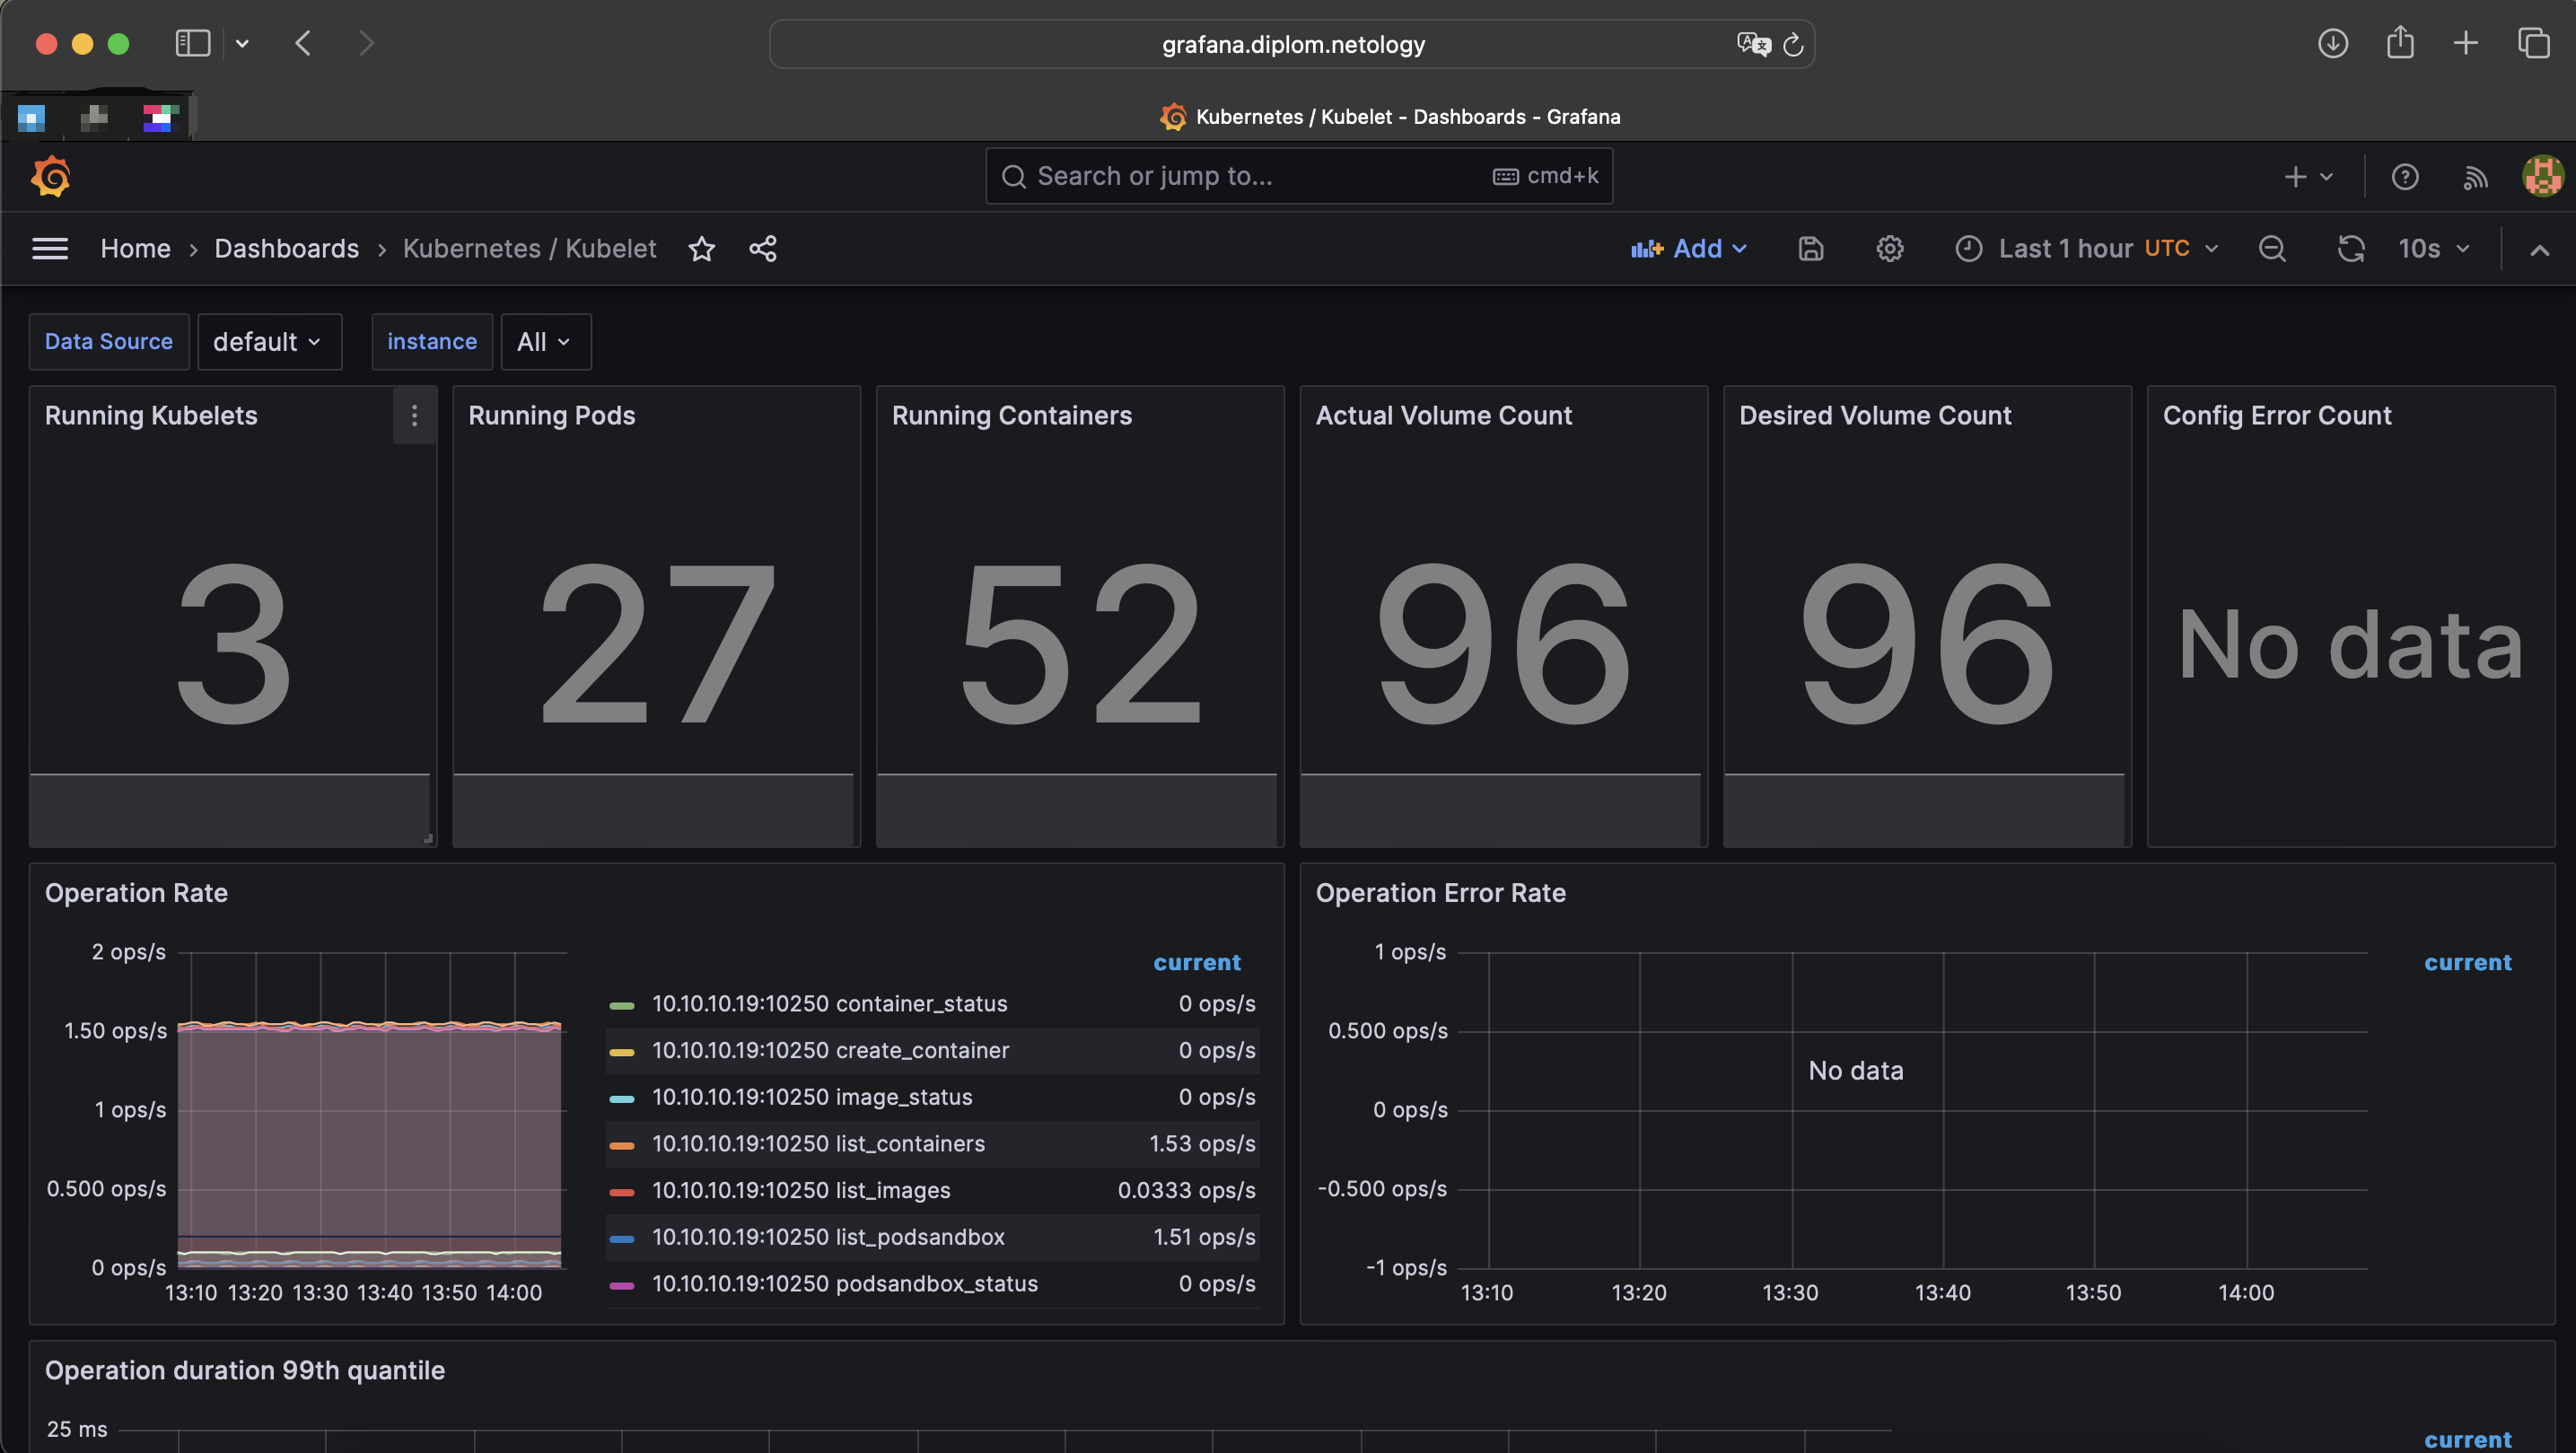 grafana.diplom.netology
Kubernetes / Kubelet - Dashboards - Grafana
Search or jump to... cmd+k
Home › Dashboards › Kubernetes / Kubelet Add Last 1 hour UTC 10s
Data Source default instance All
Running Kubelets
3
Running Pods
27
Running Containers
52
Actual Volume Count
96
Desired Volume Count
96
Config Error Count
No data
Operation Rate
2 ops/s
1.50 ops/s
1 ops/s
0.500 ops/s
0 ops/s
13:10 13:20 13:30 13:40 13:50 14:00
current
10.10.10.19:10250 container_status 0 ops/s
10.10.10.19:10250 create_container 0 ops/s
10.10.10.19:10250 image_status 0 ops/s
10.10.10.19:10250 list_containers 1.53 ops/s
10.10.10.19:10250 list_images 0.0333 ops/s
10.10.10.19:10250 list_podsandbox 1.51 ops/s
10.10.10.19:10250 podsandbox_status 0 ops/s
Operation Error Rate
1 ops/s
0.500 ops/s
0 ops/s
-0.500 ops/s
-1 ops/s
No data
13:10 13:20 13:30 13:40 13:50 14:00
current
Operation duration 99th quantile
25 ms
current